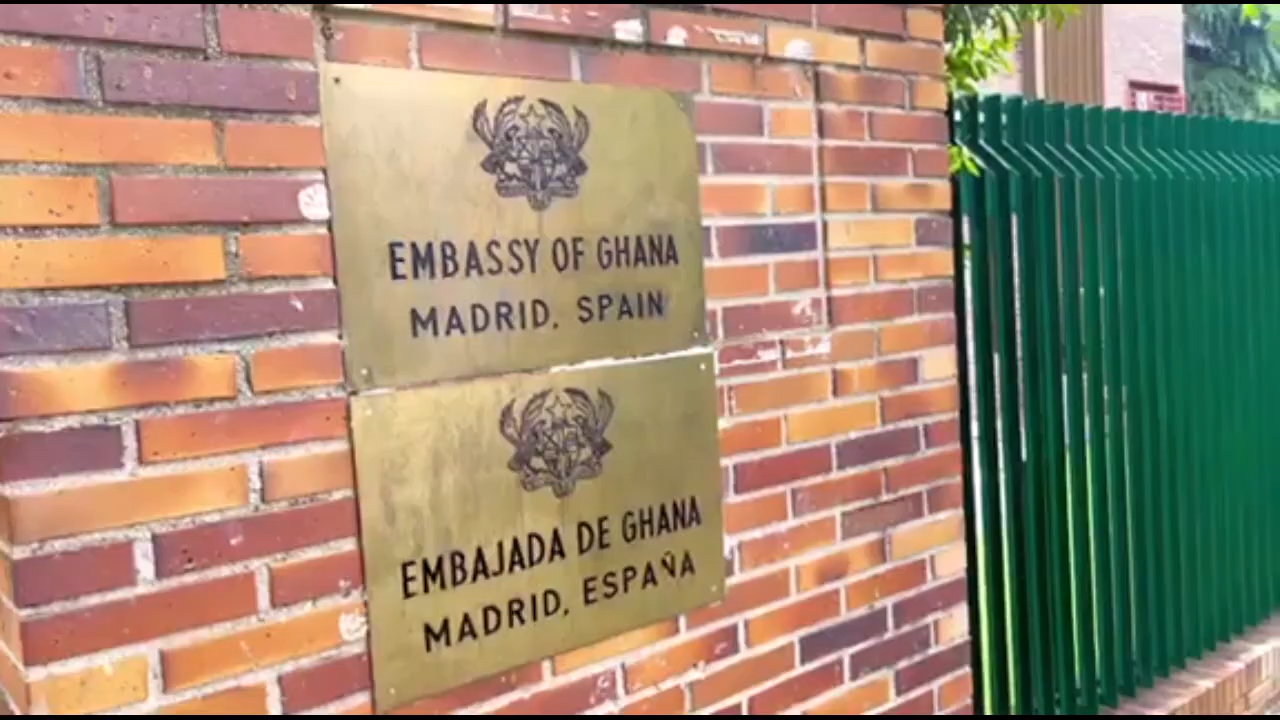 EMBASSY OF GHANA
MADRID. SPAIN
EMBAJADA DE GHANA
MADRID. ESPAÑA